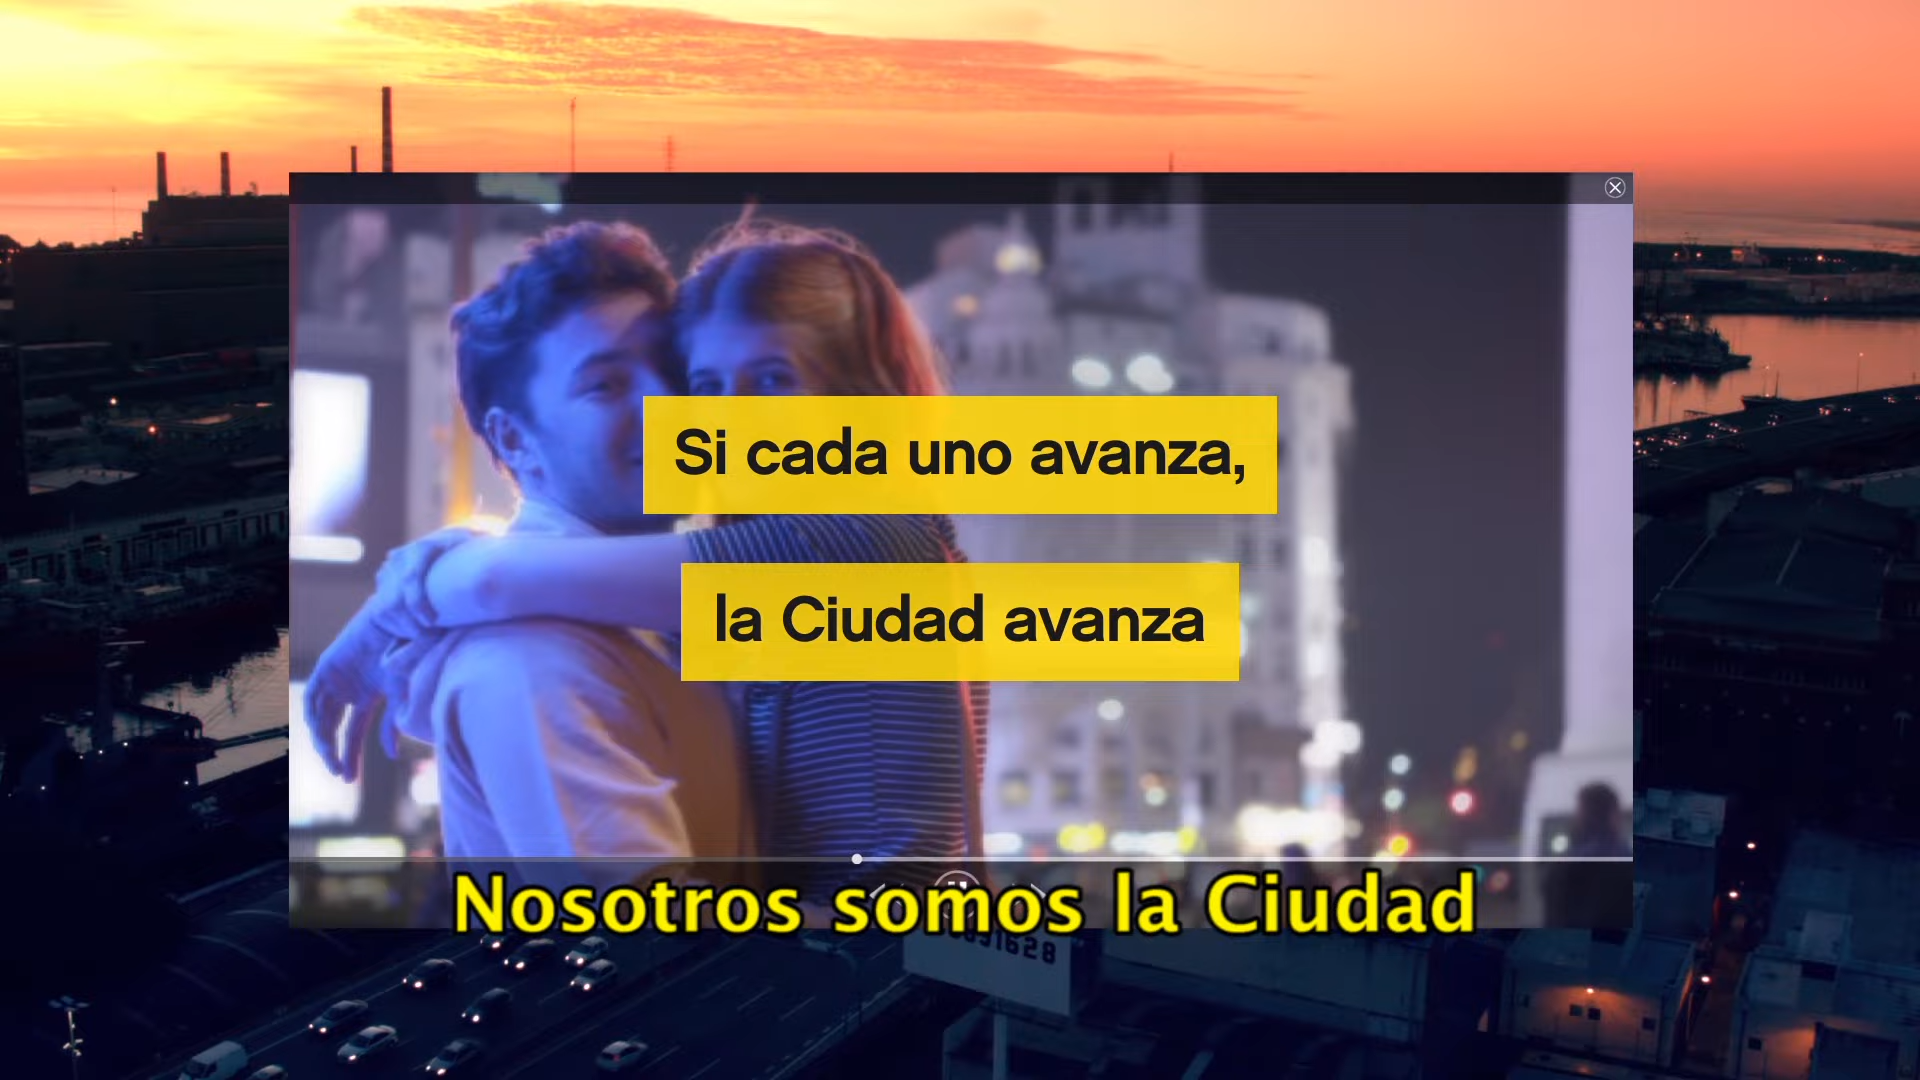 Si cada uno avanza,
la Ciudad avanza
Nosotros somos la Ciudad